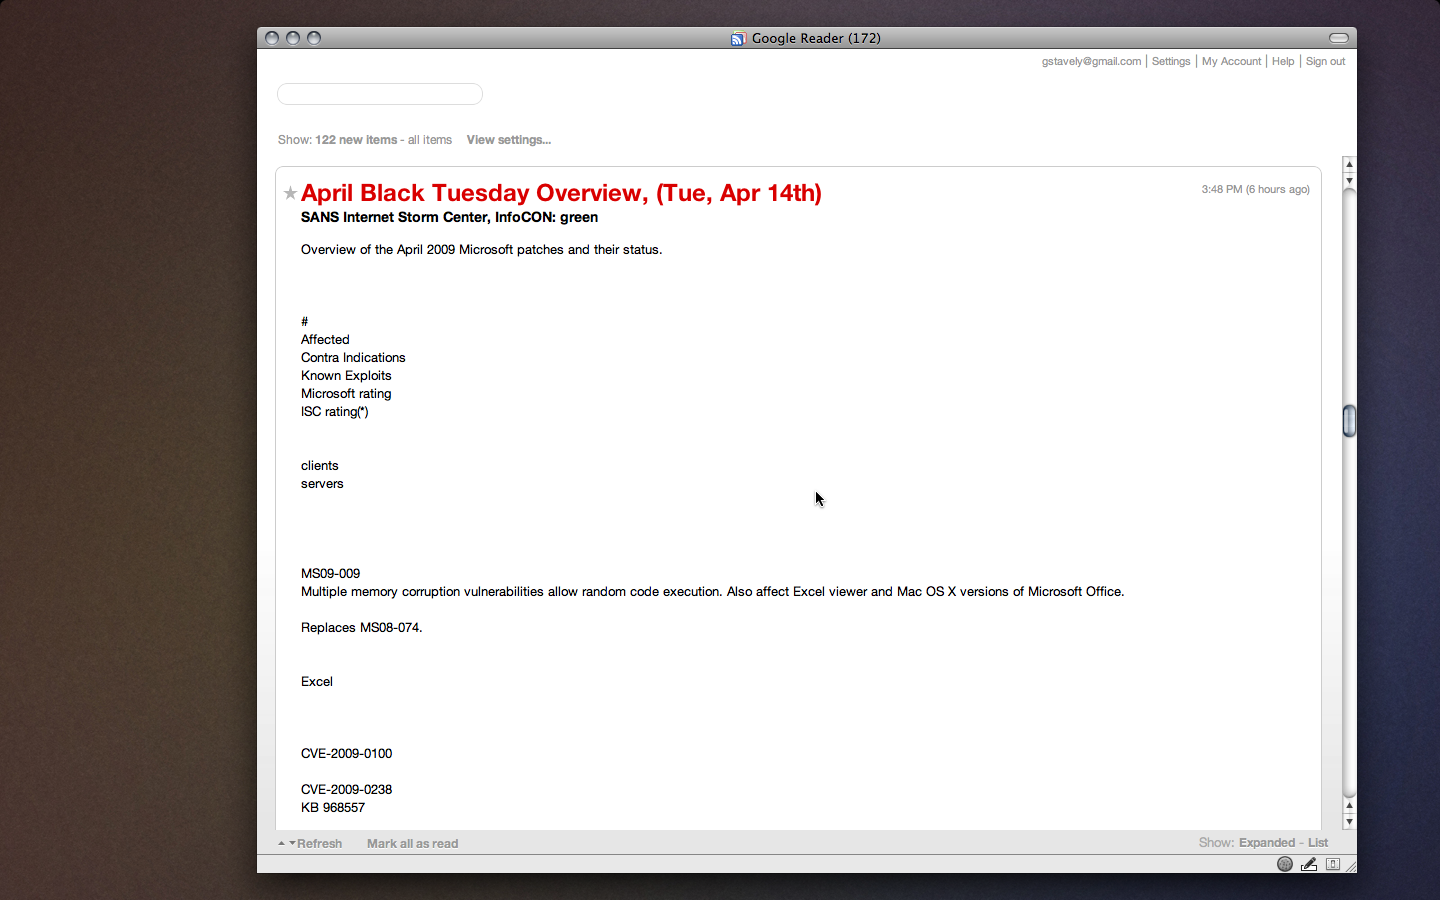 Google Reader (172)
gstavely@gmail.com | Settings | My Account | Help | Sign out
Show: 122 new items - all items View settings...
April Black Tuesday Overview, (Tue, Apr 14th)
3:48 PM (6 hours ago)
SANS Internet Storm Center, InfoCON: green
Overview of the April 2009 Microsoft patches and their status.
#
Affected
Contra Indications
Known Exploits
Microsoft rating
ISC rating(*)
clients
servers
MS09-009
Multiple memory corruption vulnerabilities allow random code execution. Also affect Excel viewer and Mac OS X versions of Microsoft Office.
Replaces MS08-074.
Excel
CVE-2009-0100
CVE-2009-0238
KB 968557
Refresh Mark all as read
Show: Expanded - List